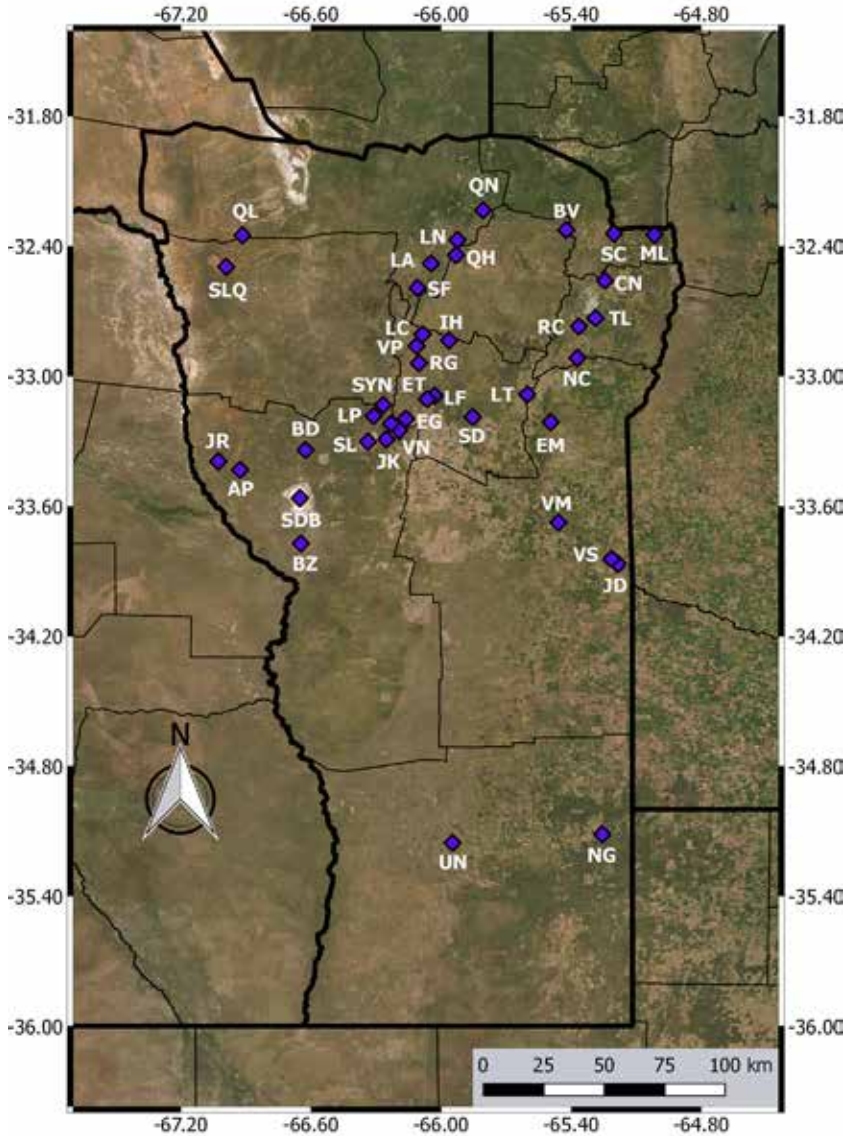 -67.20 -66.60 -66.00 -65.40 -64.80
-31.80 -31.80
QN
QL BV
LN
-32.40 -32.40
LA QH SC ML
SLQ
SF CN
LC IH RC TL
VP
RG NC
-33.00 -33.00
SYN ET
LF LT
LP EG SD
BD EM
JR SL VN
JK
AP
-33.60 -33.60
SDB VM
VS
BZ JD
-34.20 -34.20
N
-34.80 -34.80
UN NG
-35.40 -35.40
-36.00 -36.00
0 25 50 75 100 km
-67.20 -66.60 -66.00 -65.40 -64.80